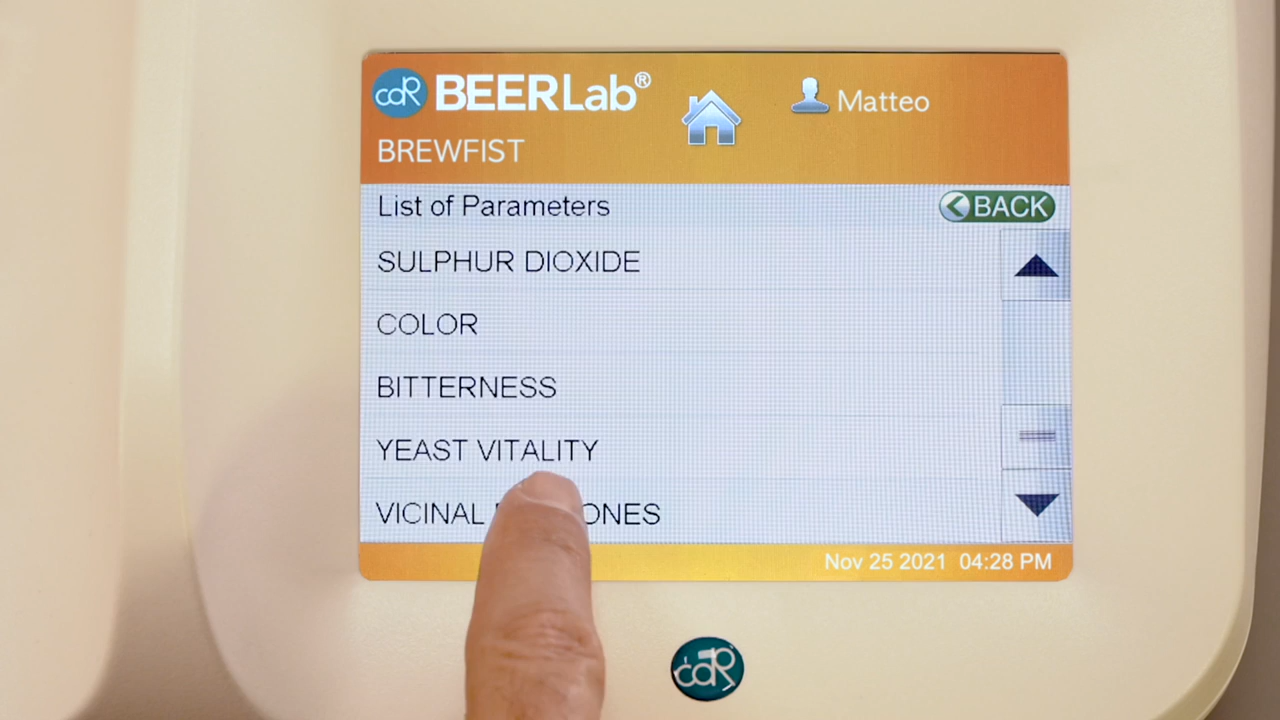 cdR BEERLab®
Matteo
BREWFIST
List of Parameters
BACK
SULPHUR DIOXIDE
COLOR
BITTERNESS
YEAST VITALITY
VICINAL
Nov 25 2021 04:28 PM
cdR